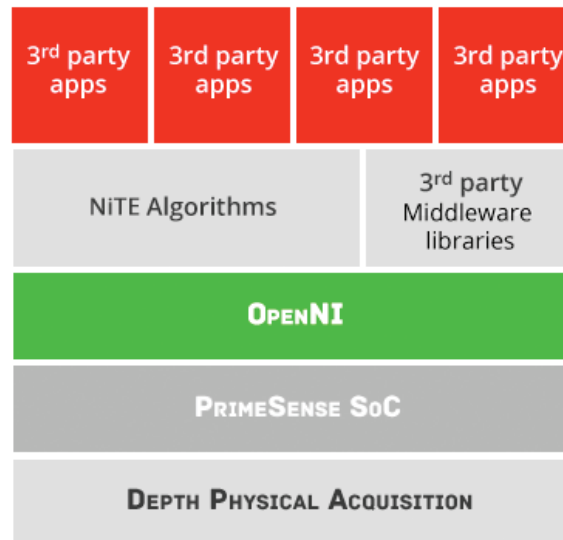 3rd party
apps
3rd party
apps
3rd party
apps
3rd party
apps
NiTE Algorithms
3rd party
Middleware
libraries
OpenNI
PrimeSense SoC
Depth Physical Acquisition